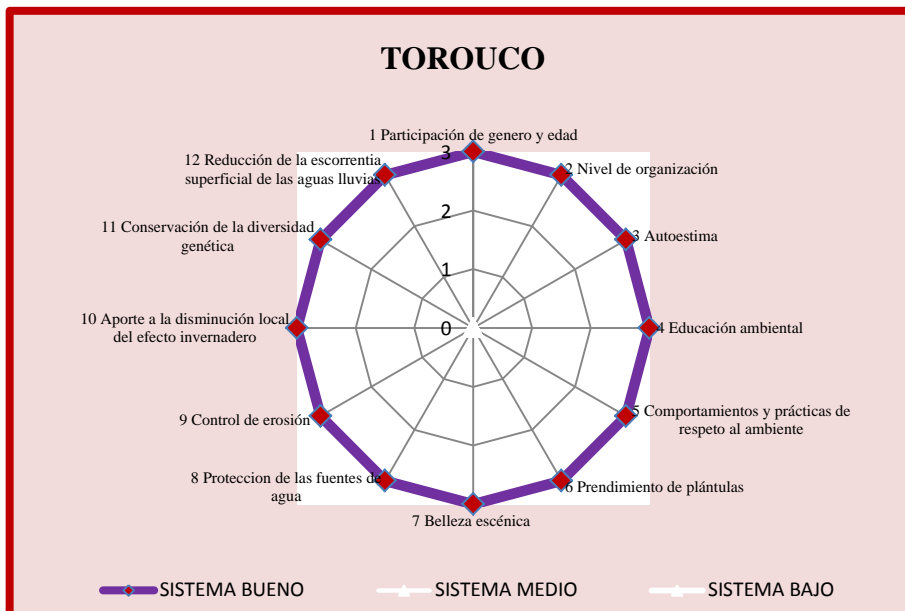 TOROUCO
1 Participación de genero y edad
12 Reducción de la escorrentia
superficial de las aguas lluvias
2 Nivel de organización
11 Conservación de la diversidad
genética
3 Autoestima
10 Aporte a la disminución local
del efecto invernadero
4 Educación ambiental
9 Control de erosión
5 Comportamientos y prácticas de
respeto al ambiente
8 Proteccion de las fuentes de
agua
6 Prendimiento de plántulas
7 Belleza escénica
3
2
1
0
SISTEMA BUENO
SISTEMA MEDIO
SISTEMA BAJO